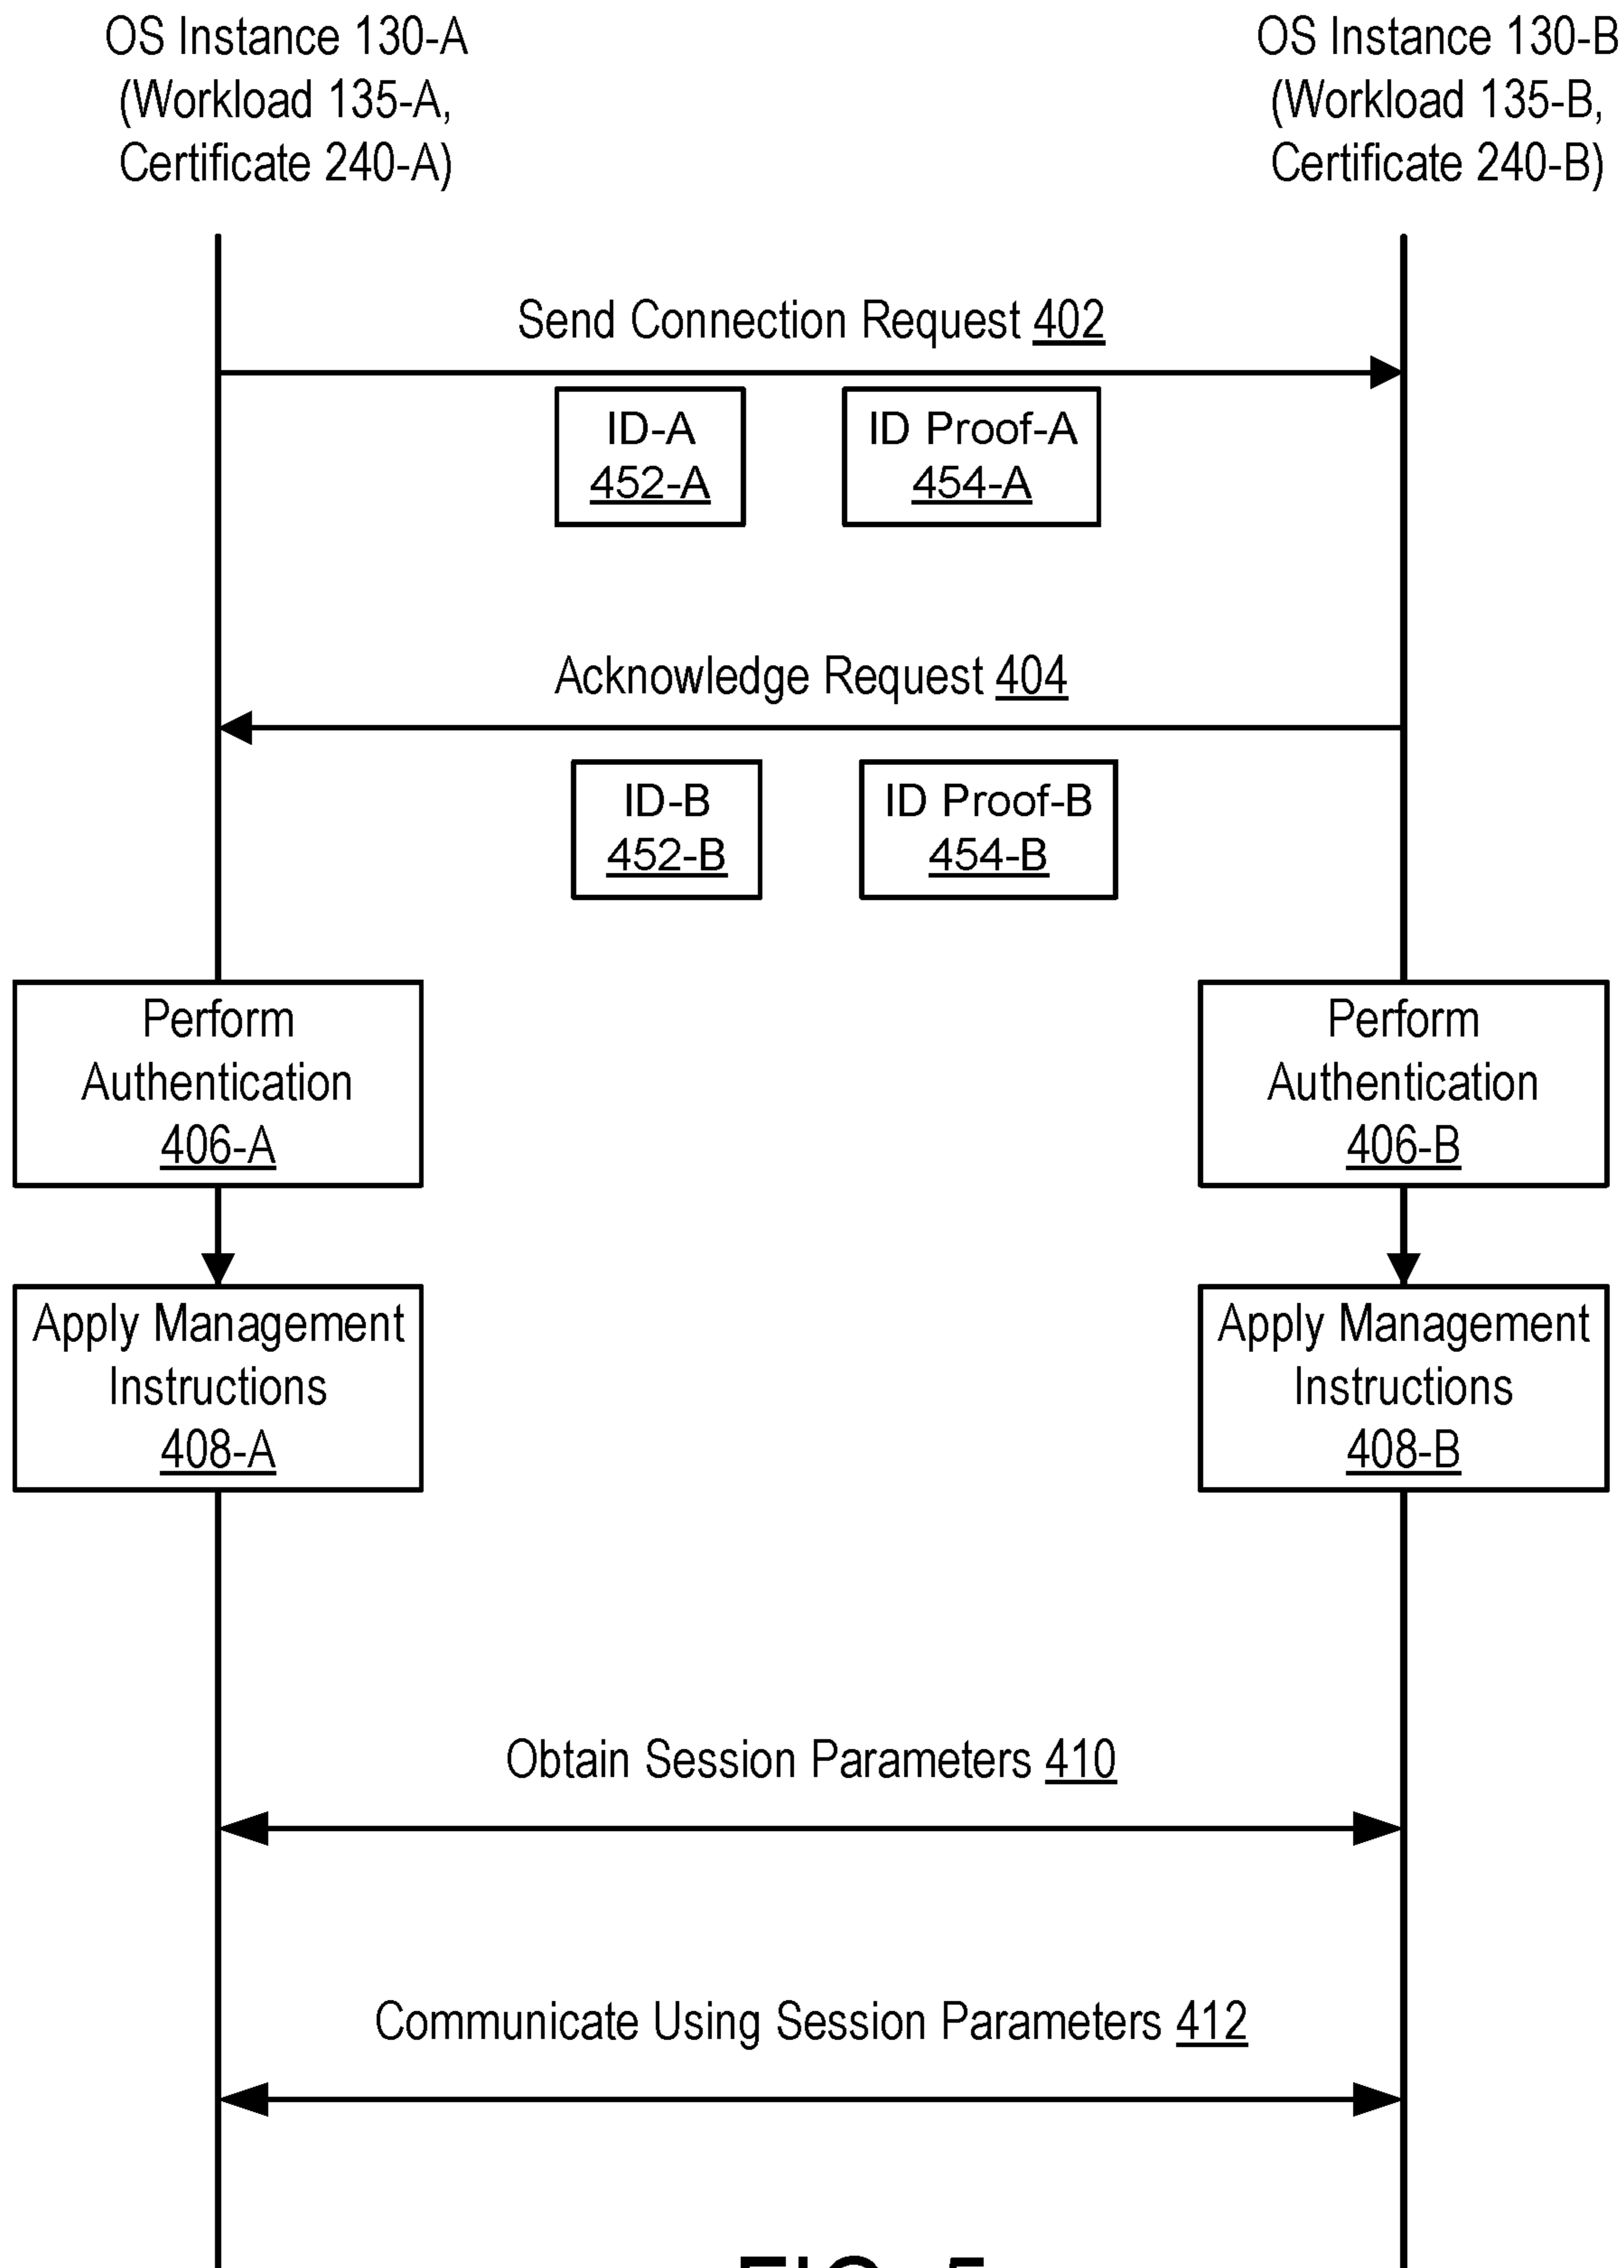 OS Instance 130-A
(Workload 135-A,
Certificate 240-A)
OS Instance 130-B
(Workload 135-B,
Certificate 240-B)
Send Connection Request 402
ID-A
452-A
ID Proof-A
454-A
Acknowledge Request 404
ID-B
452-B
ID Proof-B
454-B
Perform
Authentication
406-A
Perform
Authentication
406-B
Apply Management
Instructions
408-A
Apply Management
Instructions
408-B
Obtain Session Parameters 410
Communicate Using Session Parameters 412